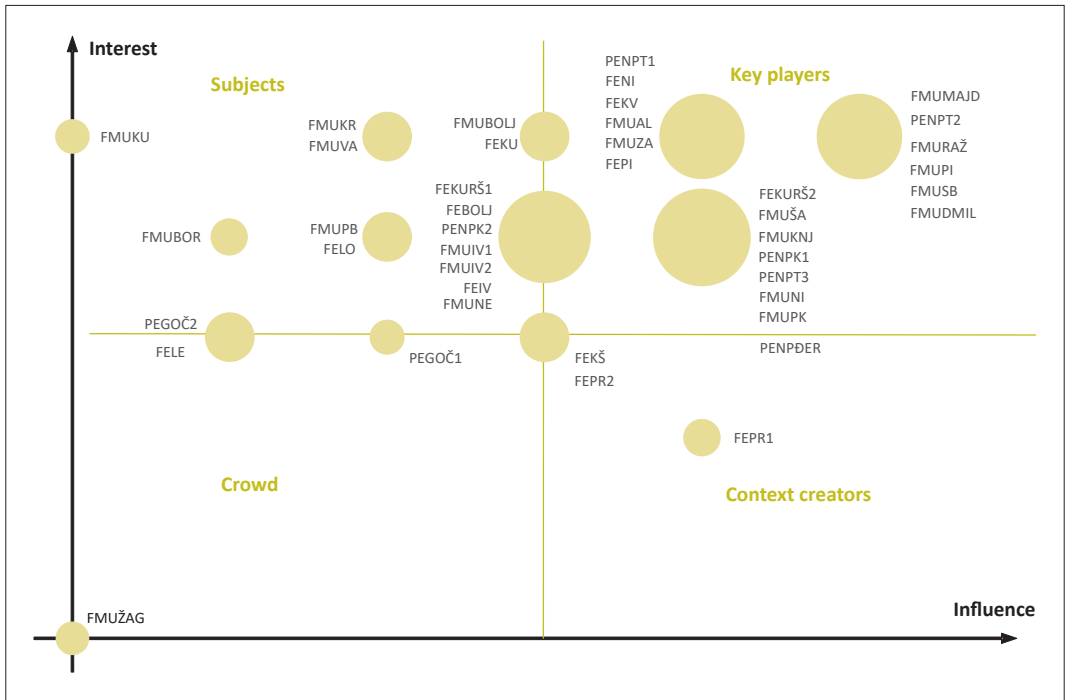 Interest
Subjects
Key players
FMUKU
FMUKR
FMUVA
FMUBOLJ
FEKU
PENPT1
FENI
FEKV
FMUAL
FMUZA
FEPI
FMUMAJD
PENPT2
FMURAŽ
FMUPI
FMUSB
FMUDMIL
FMUBOR
FMUPB
FELO
FEKURŠ1
FEBOLJ
PENPK2
FMUIV1
FMUIV2
FEIV
FMUNE
FEKURŠ2
FMUŠA
FMUKNJ
PENPK1
PENPT3
FMUNI
FMUPK
PENPĐER
PEGOČ2
FELE
PEGOČ1
FEKŠ
FEPR2
FEPR1
Crowd
Context creators
FMUŽAG
Influence